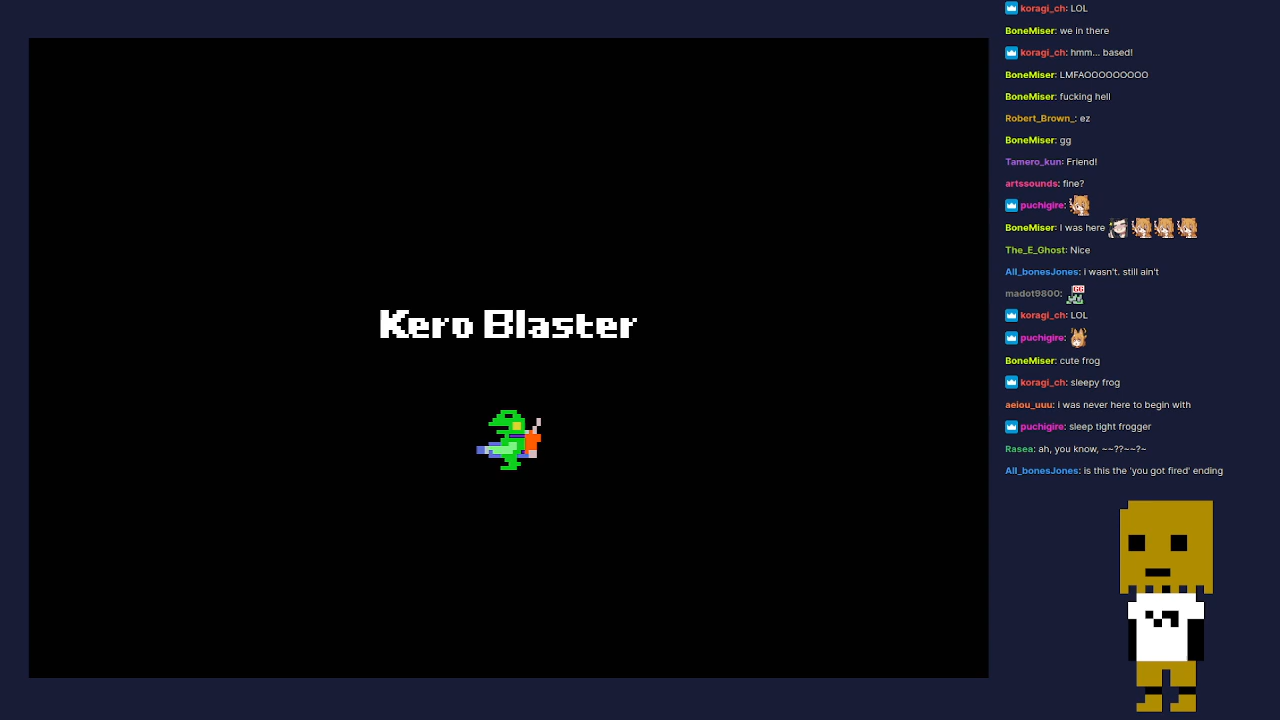 koragi_ch: LOL
BoneMiser: we in there
koragi_ch: hmm... based!
BoneMiser: LMFAOOOOOOOOO
BoneMiser: fucking hell
Robert_Brown_: ez
BoneMiser: gg
Tamero_kun: Friend!
artssounds: fine?
puchigire:
BoneMiser: I was here
The_E_Ghost: Nice
All_bonesJones: i wasn't. still ain't
madot9800:
koragi_ch: LOL
puchigire:
BoneMiser: cute frog
koragi_ch: sleepy frog
aeiou_uuu: i was never here to begin with
puchigire: sleep tight frogger
Rasea: ah, you know, ~~??~~?~
All_bonesJones: is this the 'you got fired' ending
Kero Blaster